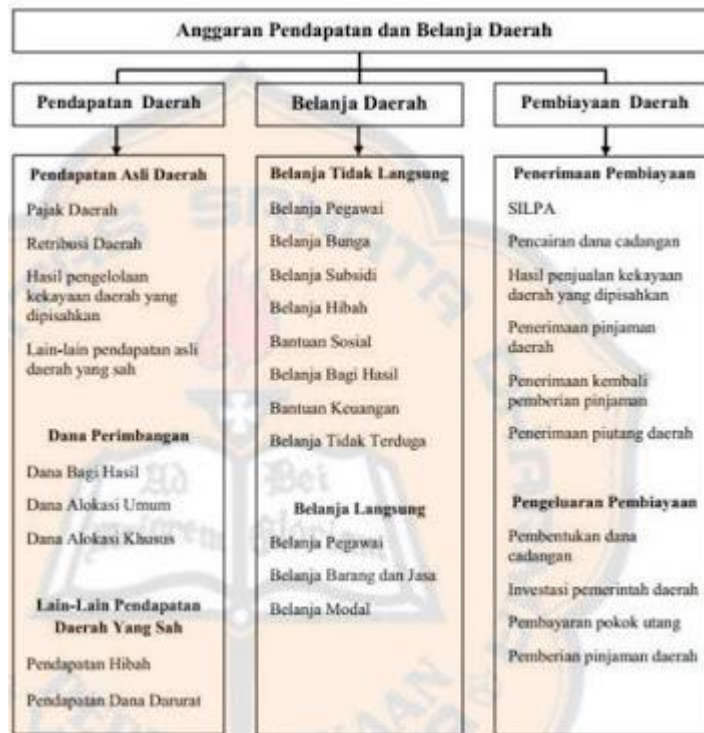 Anggaran Pendapatan dan Belanja Daerah
Pendapatan Daerah
Belanja Daerah
Pembiayaan Daerah
Pendapatan Asli Daerah
Pajak Daerah
Retribusi Daerah
Hasil pengelolaan
kekayaan daerah yang
dipisahkan
Lain-lain pendapatan asli
daerah yang sah
Dana Perimbangan
Dana Bagi Hasil
Dana Alokasi Umum
Dana Alokasi Khusus
Lain-Lain Pendapatan
Daerah Yang Sah
Pendapatan Hibah
Pendapatan Dana Darurat
Belanja Tidak Langsung
Belanja Pegawai
Belanja Bunga
Belanja Subsidi
Belanja Hibah
Bantuan Sosial
Belanja Bagi Hasil
Bantuan Keuangan
Belanja Tidak Terduga
Belanja Langsung
Belanja Pegawai
Belanja Barang dan Jasa
Belanja Modal
Penerimaan Pembiayaan
SILPA
Pencairan dana cadangan
Hasil penjualan kekayaan
daerah yang dipisahkan
Penerimaan pinjaman
daerah
Penerimaan kembali
pemberian pinjaman
Penerimaan piutang daerah
Pengeluaran Pembiayaan
Pembentukan dana
cadangan
Investasi pemerintah daerah
Pembayaran pokok utang
Pemberian pinjaman daerah
Ad
Bei